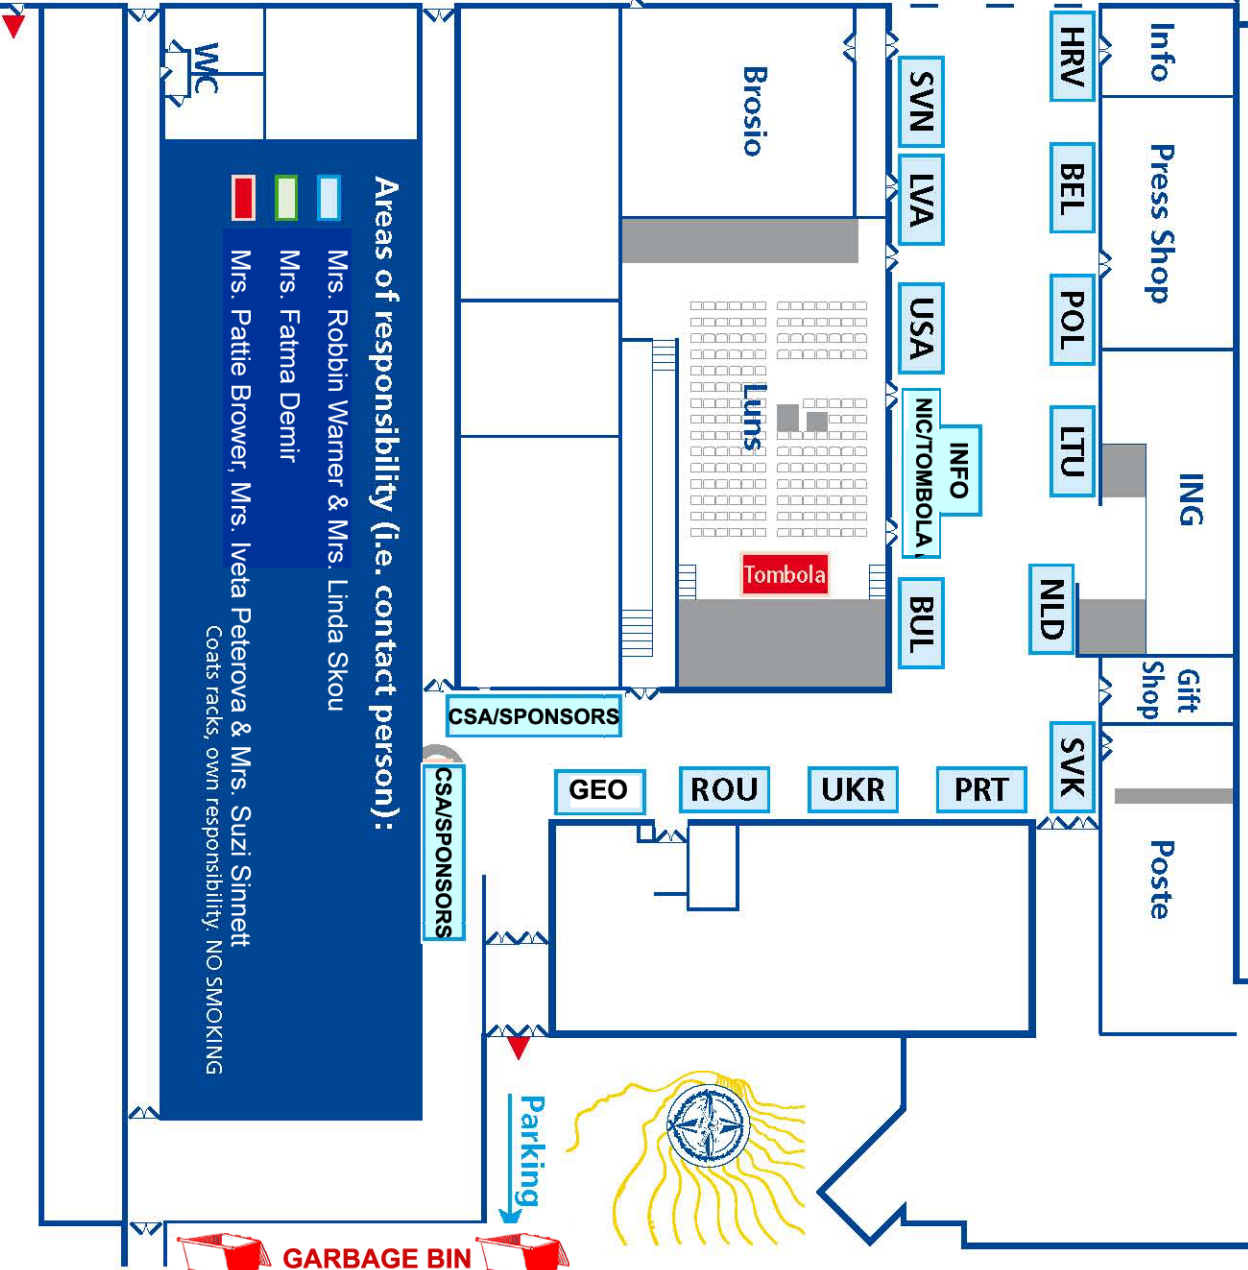 WC
Brosio
SVN
HRV
Info
LVA
BEL
Press Shop
USA
POL
Luns
NIC/TOMBOLA
INFO
LTU
ING
Tombola
BUL
NLD
Gift
Shop
CSA/SPONSORS
CSA/SPONSORS
GEO
ROU
UKR
PRT
SVK
Poste
Areas of responsibility (i.e. contact person):
Mrs. Robbin Warner & Mrs. Linda Skou
Mrs. Fatma Demir
Mrs. Pattie Brower, Mrs. Iveta Peterova & Mrs. Suzi Sinnett
Coats racks, own responsibility. NO SMOKING
Parking
GARBAGE BIN